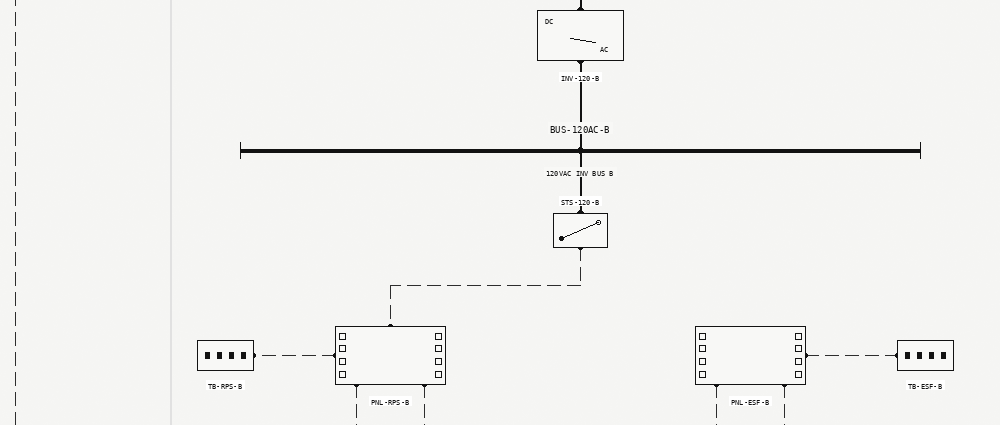 DC
AC
INV-120-B
BUS-120AC-B
120VAC INV BUS B
STS-120-B
TB-RPS-B
TB-ESF-B
PNL-RPS-B
PNL-ESF-B